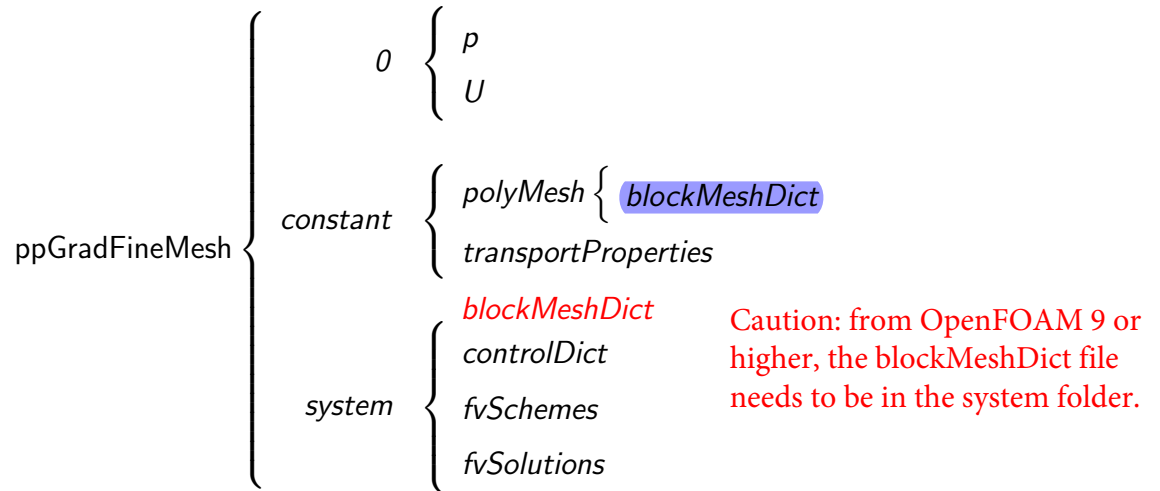 0
p
U
constant
polyMesh { blockMeshDict
transportProperties
ppGradFineMesh
blockMeshDict
controlDict
system
fvSchemes
fvSolutions
Caution: from OpenFOAM 9 or
higher, the blockMeshDict file
needs to be in the system folder.